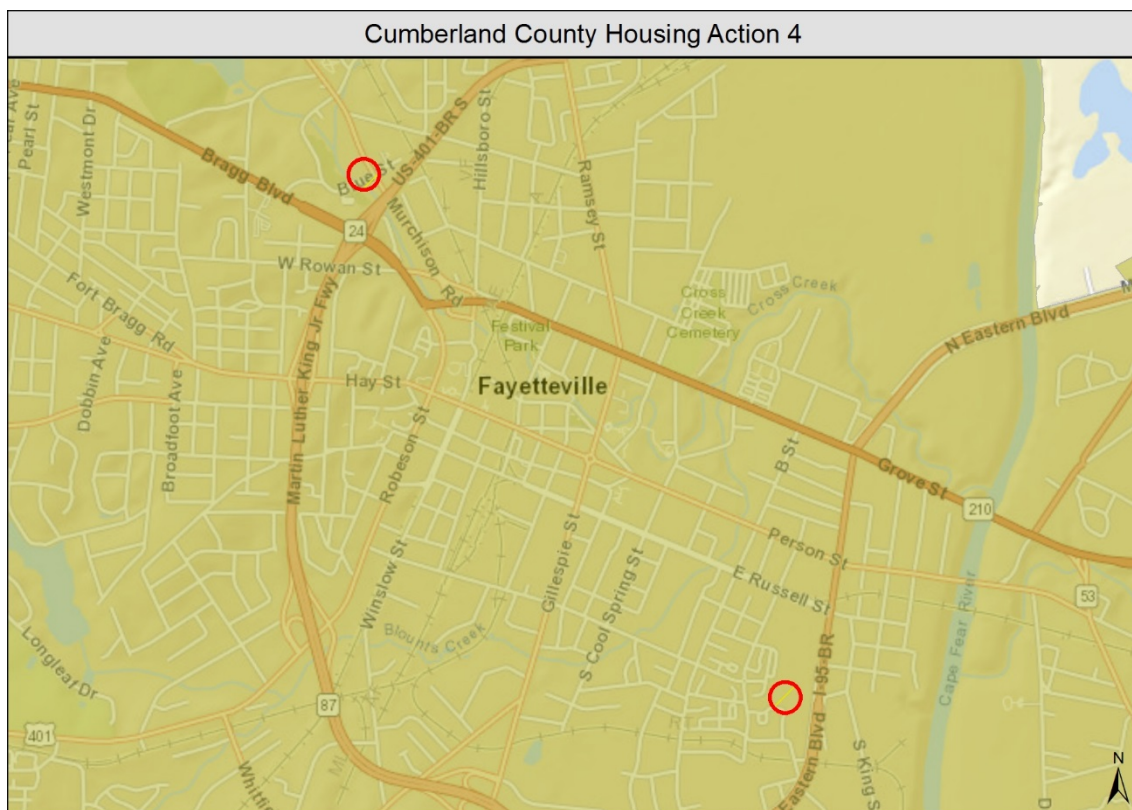 Cumberland County Housing Action 4
Pearl St
Westmont Dr
Bragg Blvd
Blue St
US-401-BR S
Hillsboro St
Ramsey St
24
Murchison Rd
W Rowan St
Fort Bragg Rd
Festival
Park
Cross
Creek
Cemetery
Cross Creek
N Eastern Blvd
Dobbin Ave
Broadfoot Ave
Martin Luther King Jr Fwy
Hay St
Fayetteville
Robeson St
B St
Grove St
210
Winslow St
Gillespie St
S Cool Spring St
Person St
E Russell St
53
Blounts Creek
Cape Fear River
Longleaf Dr
87
401
Eastern Blvd
I-95-BR
S King St
N